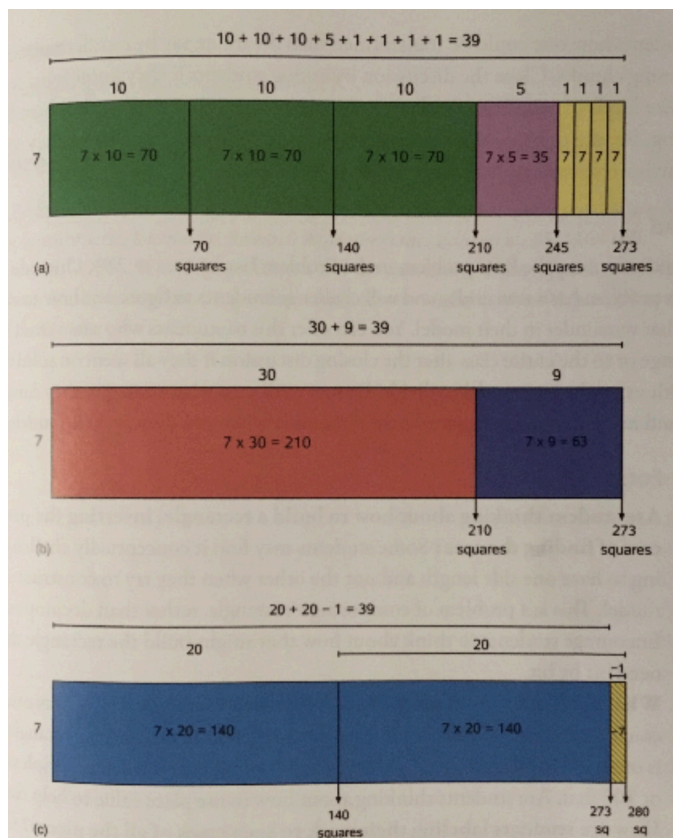 10 + 10 + 10 + 5 + 1 + 1 + 1 + 1 = 39
10 10 10 5 1 1 1 1
7 7 x 10 = 70 7 x 10 = 70 7 x 10 = 70 7 x 5 = 35 7 7 7 7
70 140 210 245 273
squares squares squares squares squares
(a)
30 + 9 = 39
30 9
7 7 x 30 = 210 7 x 9 = 63
210 273
squares squares
(b)
20 + 20 − 1 = 39
20 20
−1
7 7 x 20 = 140 7 x 20 = 140 −7
140 273 280
squares sq sq
(c)